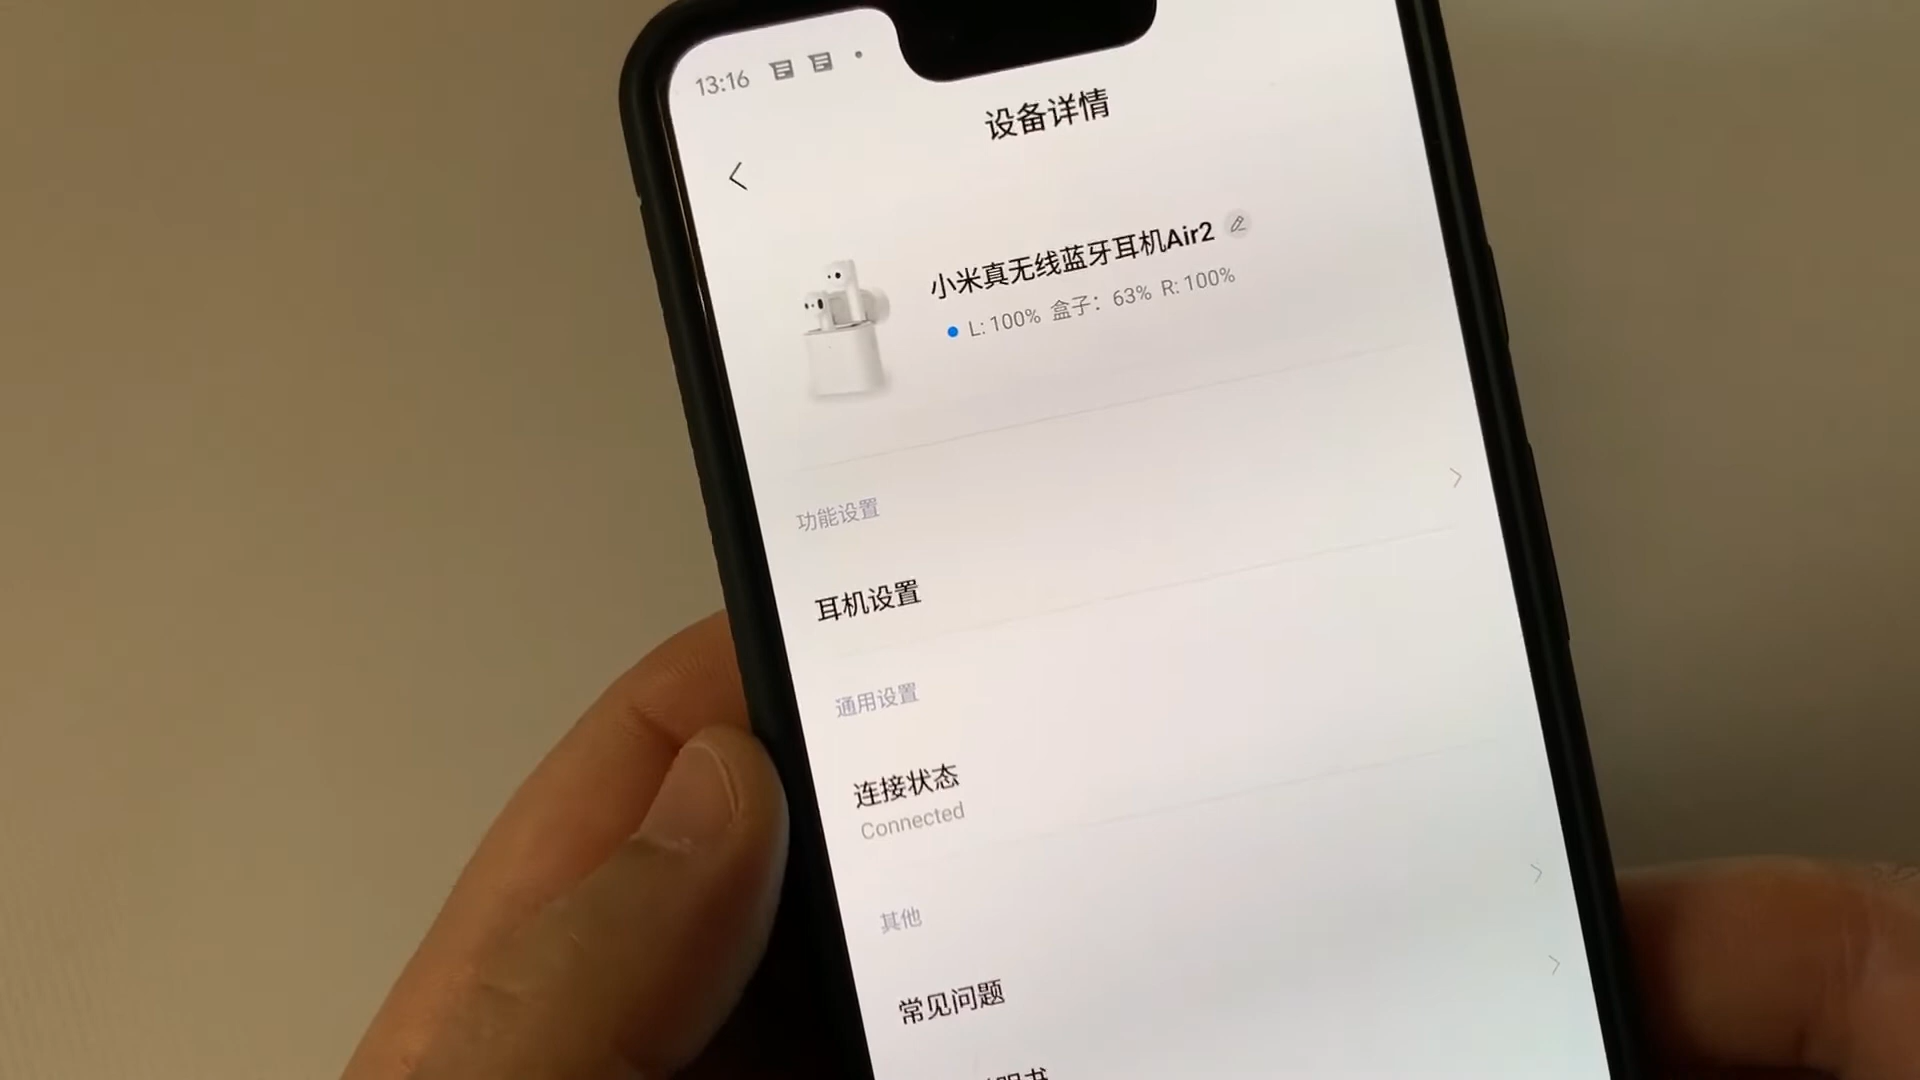 13:16
设备详情
小米真无线蓝牙耳机Air2
L: 100% 盒子： 63% R: 100%
功能设置
耳机设置
通用设置
连接状态
Connected
其他
常见问题